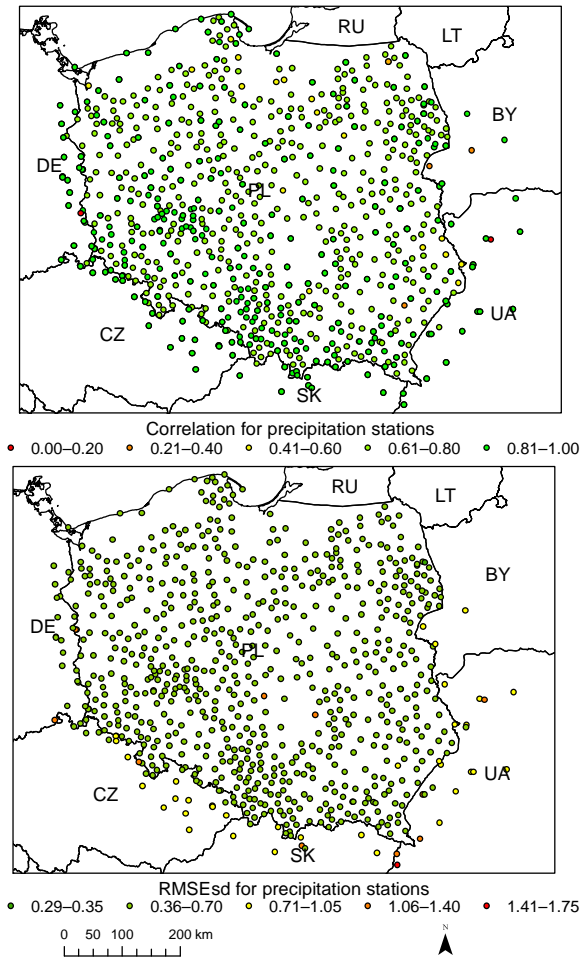 RU
LT
BY
DE
PL
CZ
UA
SK
Correlation for precipitation stations
0.00–0.20 0.21–0.40 0.41–0.60 0.61–0.80 0.81–1.00
RU
LT
BY
DE
PL
CZ
UA
SK
RMSEsd for precipitation stations
0.29–0.35 0.36–0.70 0.71–1.05 1.06–1.40 1.41–1.75
0 50 100 200 km
N